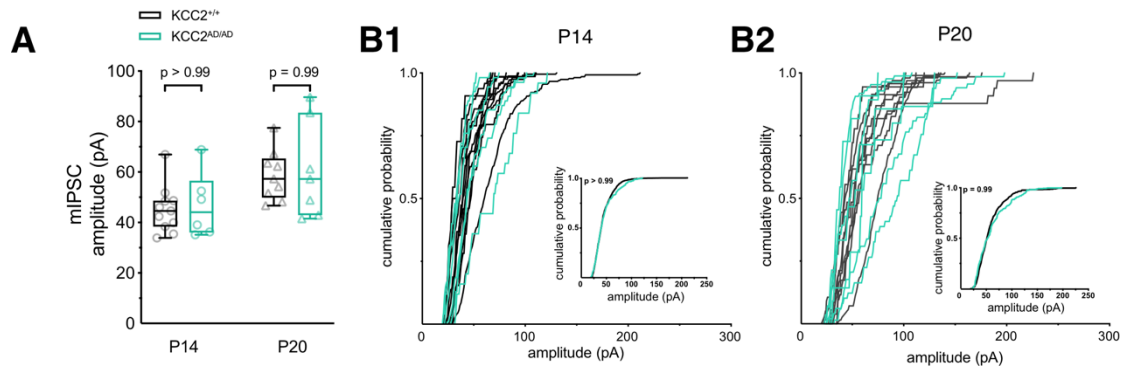 A
KCC2+/+
KCC2AD/AD
p > 0.99
p = 0.99
mIPSC
amplitude (pA)
100
80
60
40
20
0
P14
P20
B1
P14
1.0
0.5
cumulative probability
0
100
200
300
amplitude (pA)
p > 0.99
1.0
0.5
0
cumulative probability
0
50
100
150
200
250
amplitude (pA)
B2
P20
1.0
0.5
cumulative probability
0
100
200
300
amplitude (pA)
p = 0.99
1.0
0.5
0
cumulative probability
0
50
100
150
200
250
amplitude (pA)